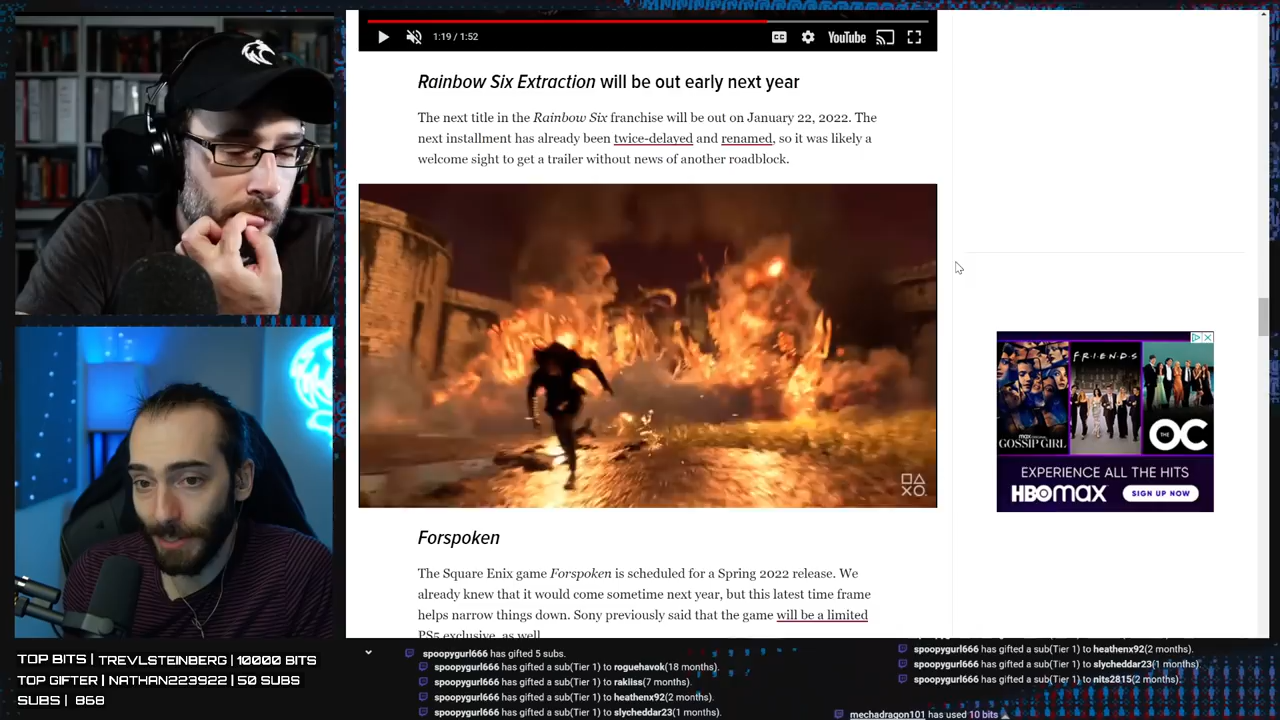 1:19 / 1:52
CC
YouTube
Rainbow Six Extraction will be out early next year
The next title in the Rainbow Six franchise will be out on January 22, 2022. The
next installment has already been twice-delayed and renamed, so it was likely a
welcome sight to get a trailer without news of another roadblock.
Forspoken
The Square Enix game Forspoken is scheduled for a Spring 2022 release. We
already knew that it would come sometime next year, but this latest time frame
helps narrow things down. Sony previously said that the game will be a limited
PS5 exclusive, as well.
max
GOSSIP GIRL
FRIENDS
THE OC
EXPERIENCE ALL THE HITS
HBOmax SIGN UP NOW
TOP BITS | TREVLSTEINBERG | 10000 BITS
TOP GIFTER | NATHAN223922 | 50 SUBS
SUBS | 868
spoopygurl666 has gifted 5 subs.
spoopygurl666 has gifted a sub(Tier 1) to roguehavok(18 months).
spoopygurl666 has gifted a sub(Tier 1) to rakiiss(7 months).
spoopygurl666 has gifted a sub(Tier 1) to heathenx92(2 months).
spoopygurl666 has gifted a sub(Tier 1) to slycheddar23(1 months).
spoopygurl666 has gifted a sub(Tier 1) to heathenx92(2 months).
spoopygurl666 has gifted a sub(Tier 1) to slycheddar23(1 months).
spoopygurl666 has gifted a sub(Tier 1) to nits2815(2 months).
mechadragon101 has used 10 bits